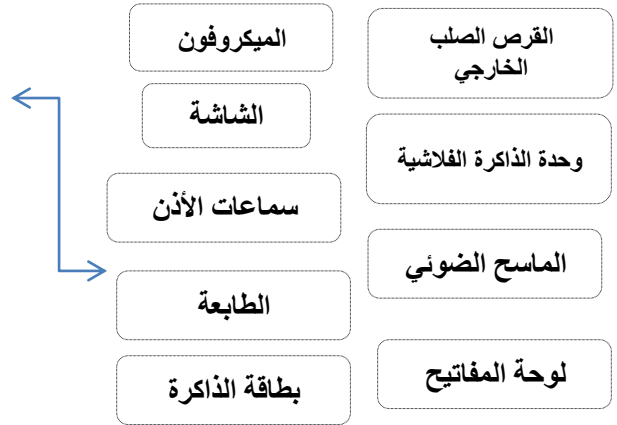 القرص الصلب
الخارجي
الميكروفون
الشاشة
وحدة الذاكرة الفلاشية
سماعات الأذن
الماسح الضوئي
الطابعة
لوحة المفاتيح
بطاقة الذاكرة